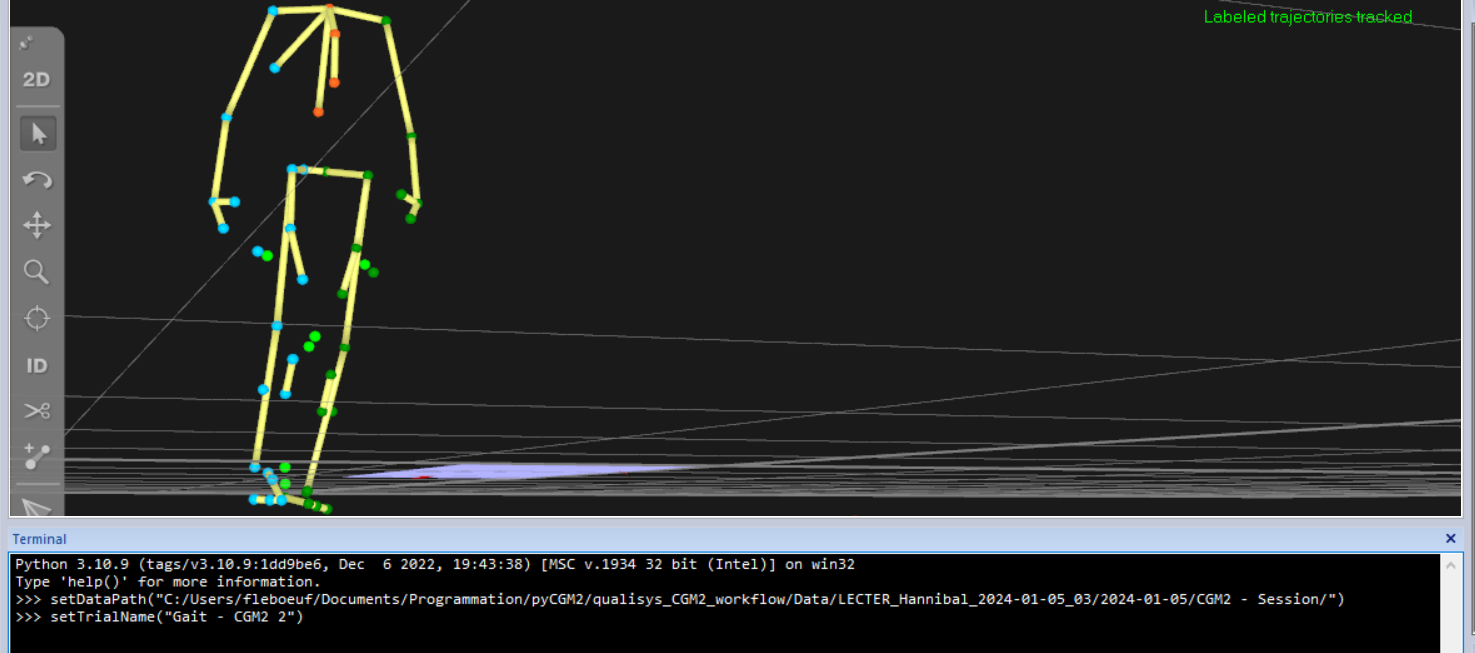 Labeled trajectories tracked
2D
ID
Terminal
Python 3.10.9 (tags/v3.10.9:1dd9be6, Dec  6 2022, 19:43:38) [MSC v.1934 32 bit (Intel)] on win32
Type 'help()' for more information.
>>> setDataPath("C:/Users/fleboeuf/Documents/Programmation/pyCGM2/qualisys_CGM2_workflow/Data/LECTER_Hannibal_2024-01-05_03/2024-01-05/CGM2 - Session/")
>>> setTrialName("Gait - CGM2 2")